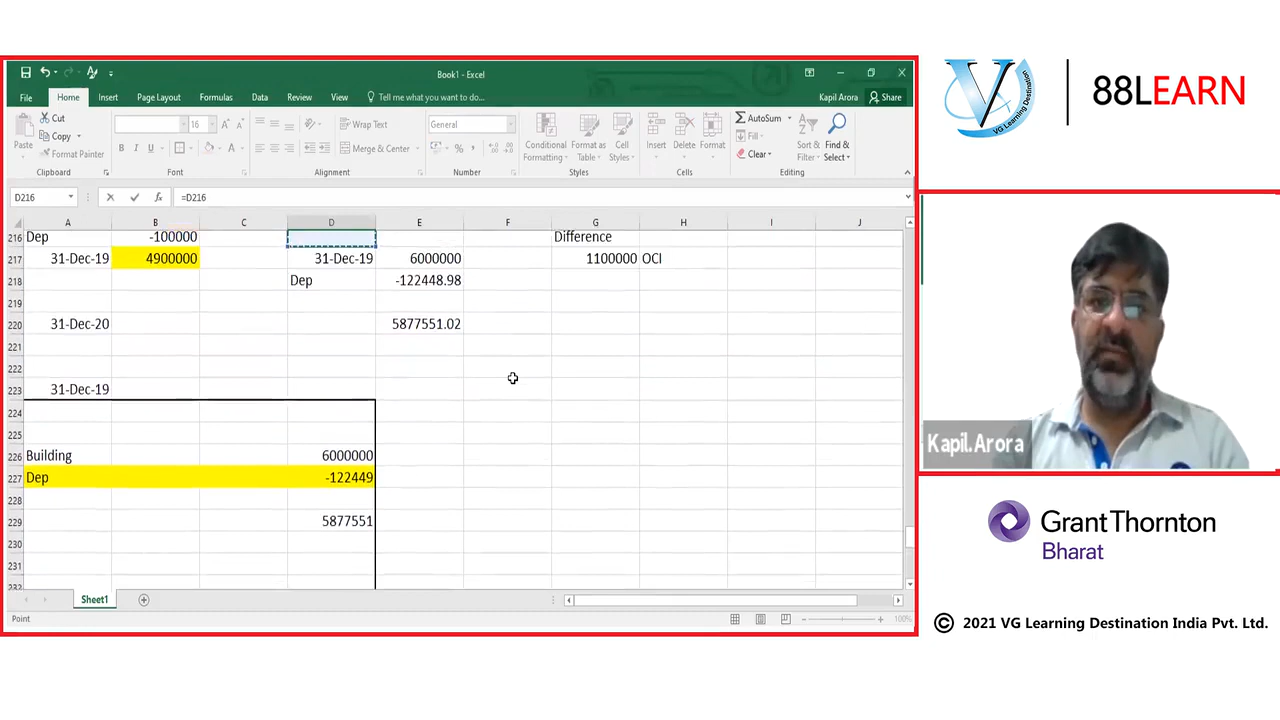 Book1 - Excel
File Home Insert Page Layout Formulas Data Review View Tell me what you want to do... Kapil Arora Share
Paste Cut Copy Format Painter Clipboard
16 A A B I U A Font
Wrap Text Merge & Center Alignment
General % Number
Conditional Formatting Format as Table Cell Styles Styles
Insert Delete Format Cells
AutoSum Fill Clear Sort & Filter Find & Select Editing
D216 fx =D216
A B C D E F G H I J
216 Dep -100000 Difference
217 31-Dec-19 4900000 31-Dec-19 6000000 1100000 OCI
218 Dep -122448.98
219
220 31-Dec-20 5877551.02
221
222
223 31-Dec-19
224
225
226 Building 6000000
227 Dep -122449
228
229 5877551
230
231
232
Sheet1
Point 100%
V VG Learning Destination
88LEARN
Kapil.Arora
Grant Thornton
Bharat
© 2021 VG Learning Destination India Pvt. Ltd.